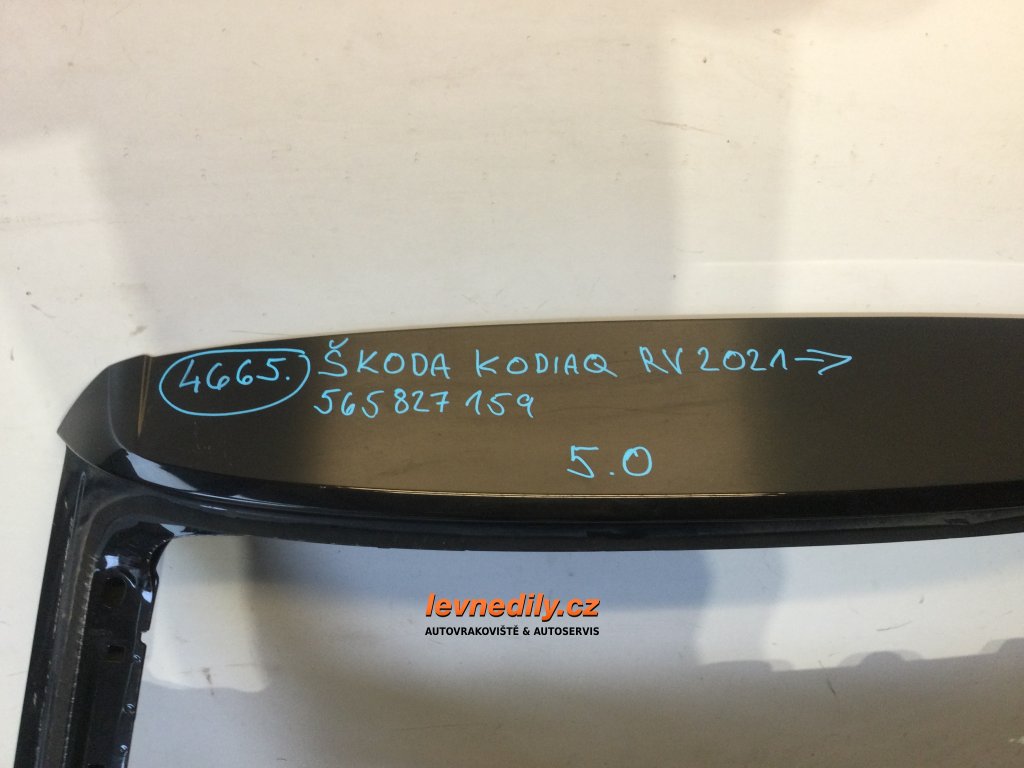 4665. ŠKODA KODIAQ RV 2021→
565 827 159
5.0
levnedily.cz
AUTOVRAKOVIŠTĚ & AUTOSERVIS